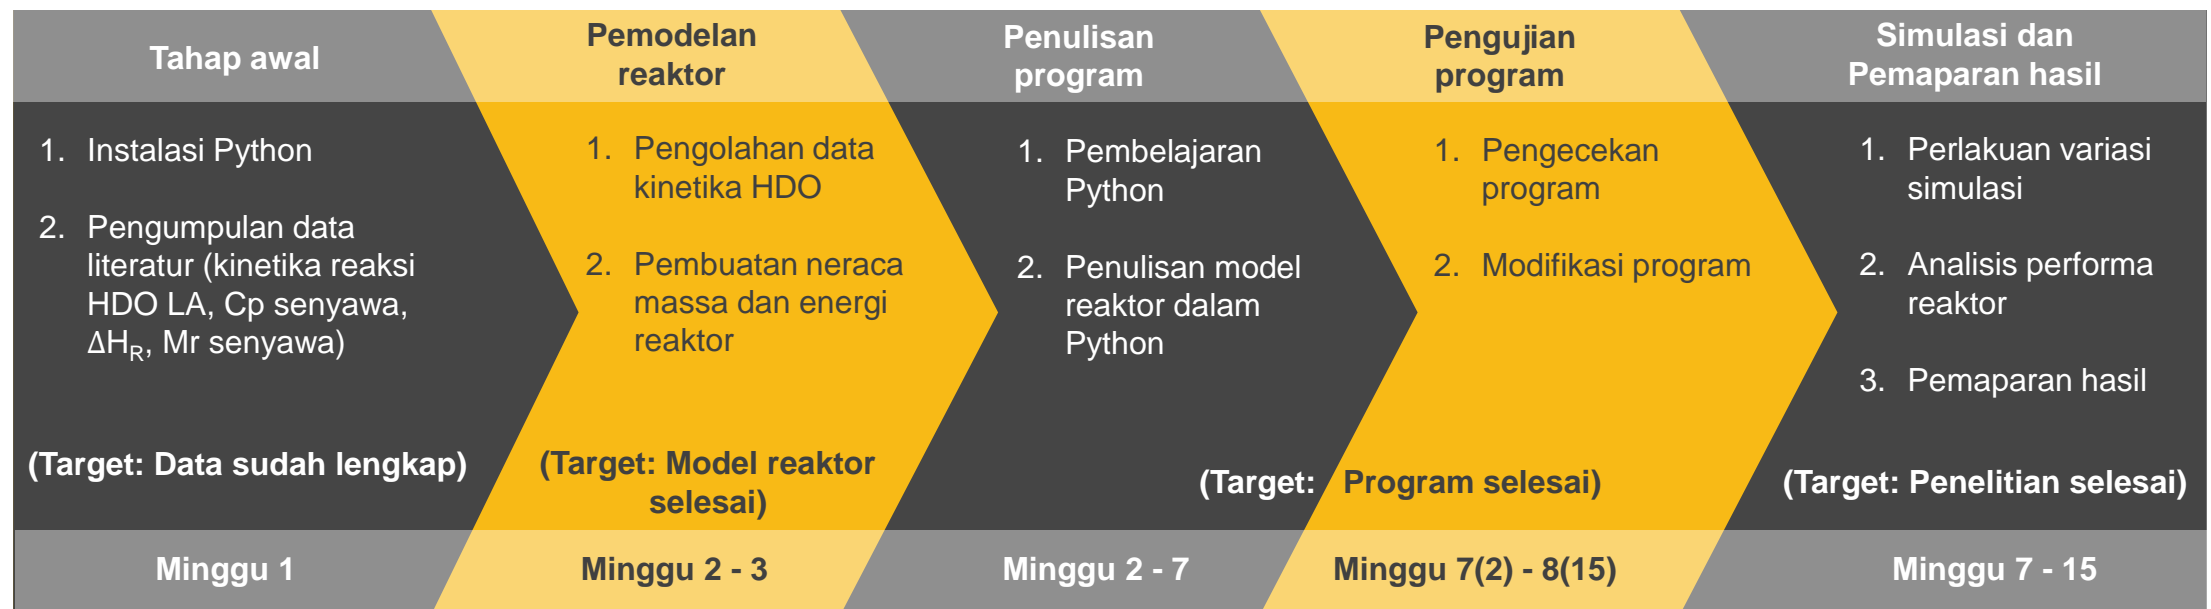 Tahap awal
1. Instalasi Python
2. Pengumpulan data
literatur (kinetika reaksi
HDO LA, Cp senyawa,
ΔH_R, Mr senyawa)
(Target: Data sudah lengkap)
Minggu 1
Pemodelan
reaktor
1. Pengolahan data
kinetika HDO
2. Pembuatan neraca
massa dan energi
reaktor
(Target: Model reaktor
selesai)
Minggu 2 - 3
Penulisan
program
1. Pembelajaran
Python
2. Penulisan model
reaktor dalam
Python
Minggu 2 - 7
Pengujian
program
1. Pengecekan
program
2. Modifikasi program
(Target: Program selesai)
Minggu 7(2) - 8(15)
Simulasi dan
Pemaparan hasil
1. Perlakuan variasi
simulasi
2. Analisis performa
reaktor
3. Pemaparan hasil
(Target: Penelitian selesai)
Minggu 7 - 15